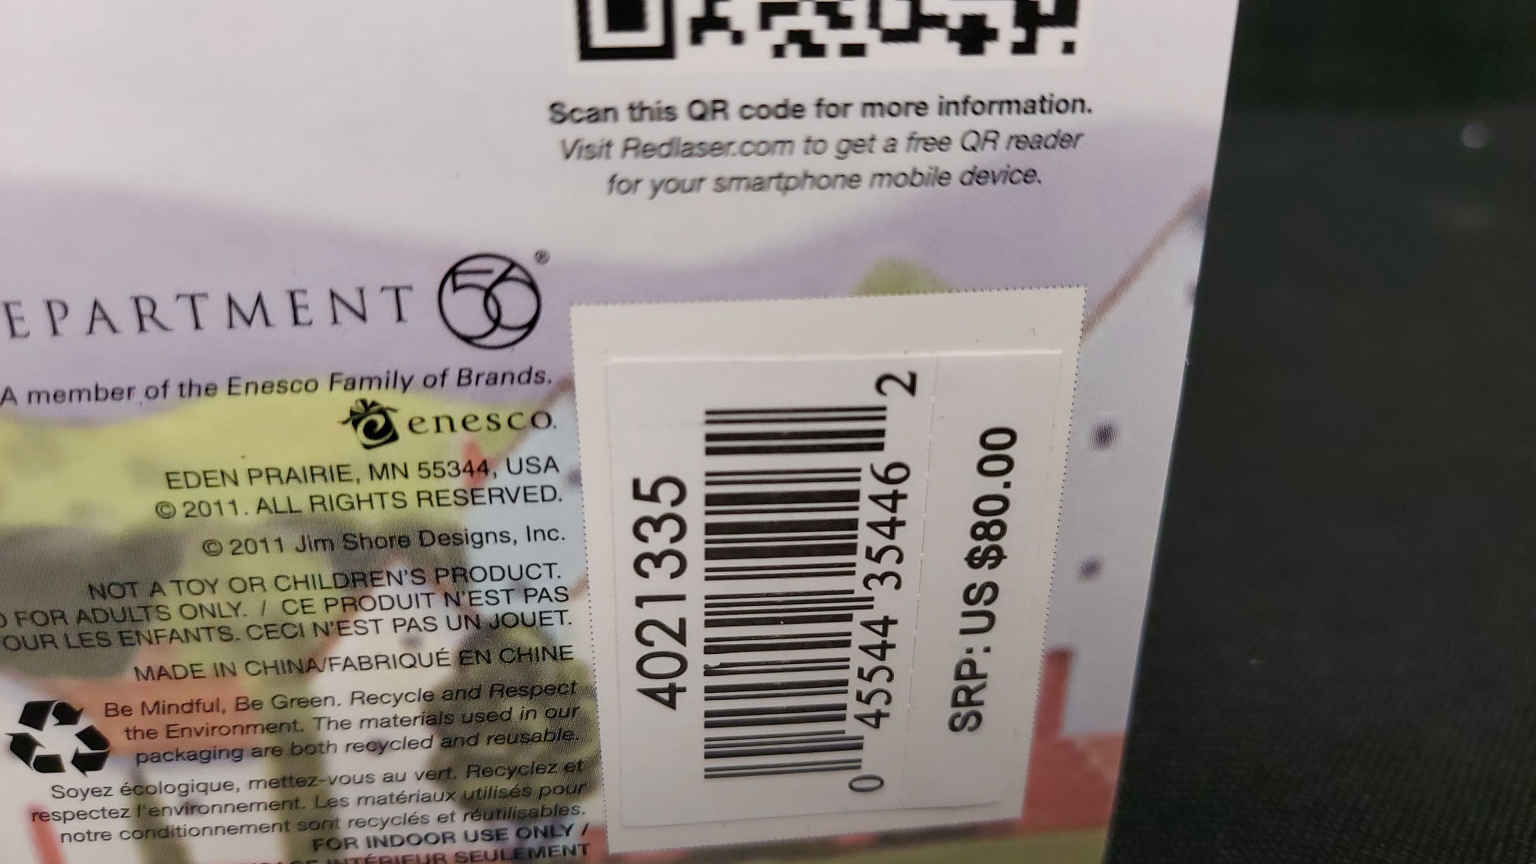 Scan this QR code for more information.
Visit Redlaser.com to get a free QR reader
for your smartphone mobile device.
EPARTMENT 56®
A member of the Enesco Family of Brands.
enesco.
EDEN PRAIRIE, MN 55344, USA
© 2011. ALL RIGHTS RESERVED.
© 2011 Jim Shore Designs, Inc.
NOT A TOY OR CHILDREN'S PRODUCT.
D FOR ADULTS ONLY. / CE PRODUIT N'EST PAS
OUR LES ENFANTS. CECI N'EST PAS UN JOUET.
MADE IN CHINA/FABRIQUÉ EN CHINE
Be Mindful, Be Green. Recycle and Respect
the Environment. The materials used in our
packaging are both recycled and reusable.
Soyez écologique, mettez-vous au vert. Recyclez et
respectez l'environnement. Les matériaux utilisés pour
notre conditionnement sont recyclés et réutilisables.
FOR INDOOR USE ONLY /
INTÉRIEUR SEULEMENT
4021335
0 45544 35446 2
SRP: US $80.00